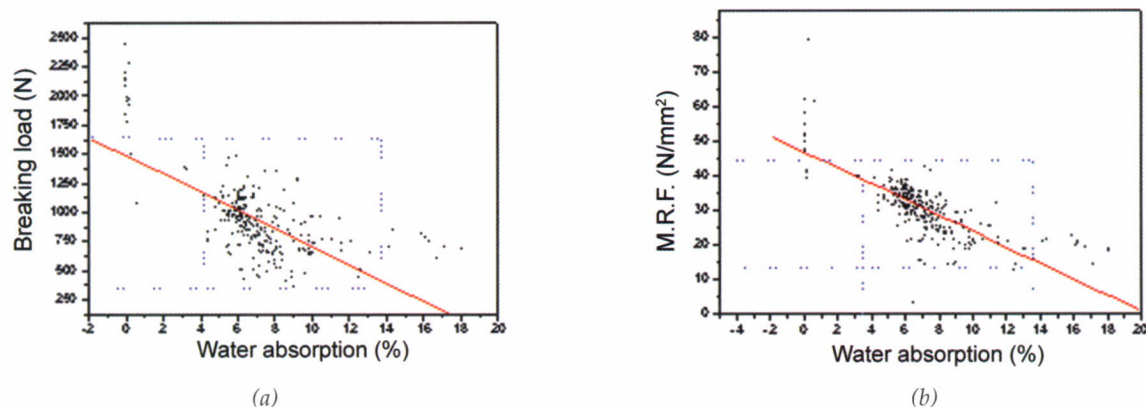 Breaking load (N)
2500
2250
2000
1750
1500
1250
1000
750
500
250
-2 0 2 4 6 8 10 12 14 16 18 20
Water absorption (%)
(a)
M.R.F. (N/mm²)
80
70
60
50
40
30
20
10
0
-4 -2 0 2 4 6 8 10 12 14 16 18 20
Water absorption (%)
(b)